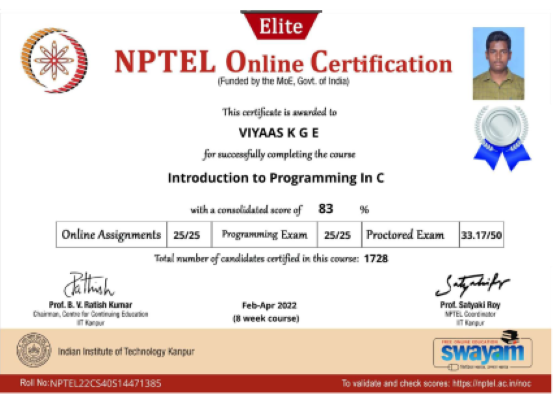 Elite
NPTEL Online Certification
(Funded by the MoE, Govt. of India)
This certificate is awarded to
VIYAAS K G E
for successfully completing the course
Introduction to Programming In C
with a consolidated score of 83 %
Online Assignments 25/25 Programming Exam 25/25 Proctored Exam 33.17/50
Total number of candidates certified in this course: 1728
Prof. B. V. Ratish Kumar
Chairman, Centre for Continuing Education
IIT Kanpur
Feb-Apr 2022
(8 week course)
Prof. Satyaki Roy
NPTEL Coordinator
IIT Kanpur
Indian Institute of Technology Kanpur
FREE ONLINE EDUCATION
swayam
Roll No:NPTEL22CS40S14471385
To validate and check scores: https://nptel.ac.in/noc